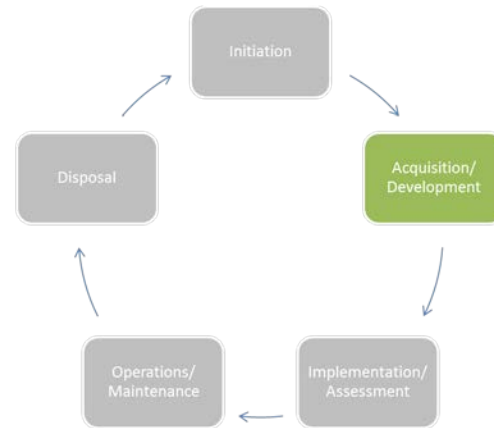 Initiation
Acquisition/
Development
Implementation/
Assessment
Operations/
Maintenance
Disposal